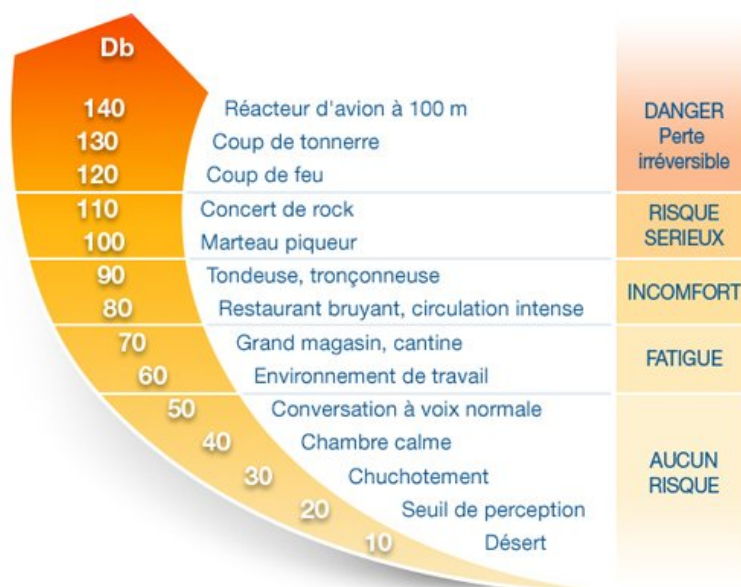 Db
140 Réacteur d'avion à 100 m
130 Coup de tonnerre
120 Coup de feu
DANGER
Perte
irréversible
110 Concert de rock
100 Marteau piqueur
RISQUE
SERIEUX
90 Tondeuse, tronçonneuse
80 Restaurant bruyant, circulation intense
INCOMFORT
70 Grand magasin, cantine
60 Environnement de travail
FATIGUE
50 Conversation à voix normale
40 Chambre calme
30 Chuchotement
20 Seuil de perception
10 Désert
AUCUN
RISQUE